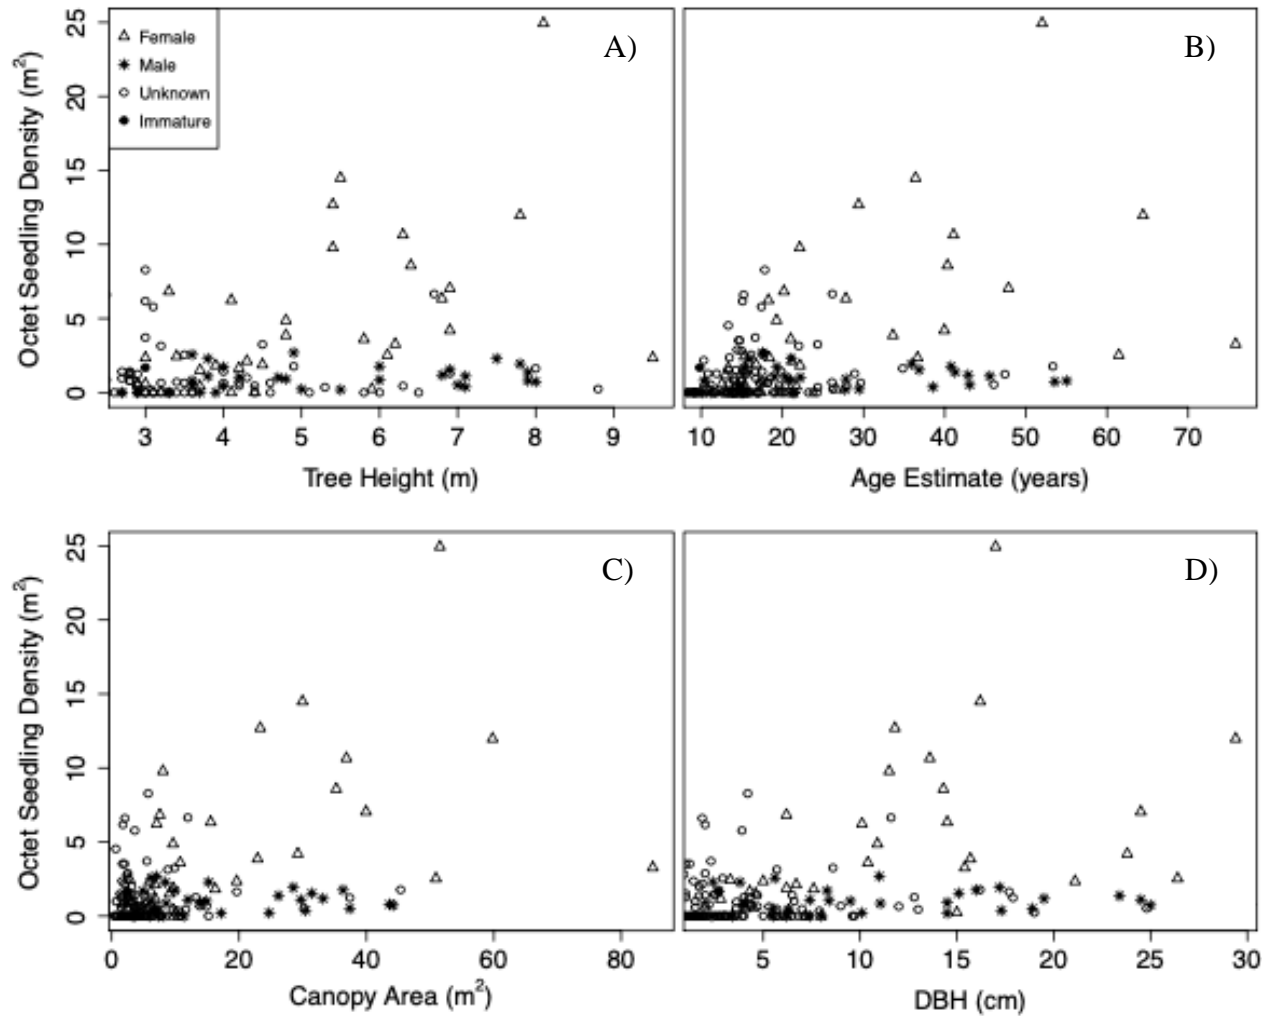 A)
B)
Female
Male
Unknown
Immature
Octet Seedling Density (m²)
0 5 10 15 20 25
3 4 5 6 7 8 9
Tree Height (m)
10 20 30 40 50 60 70
Age Estimate (years)
C)
D)
Octet Seedling Density (m²)
0 5 10 15 20 25
0 20 40 60 80
Canopy Area (m²)
5 10 15 20 25 30
DBH (cm)